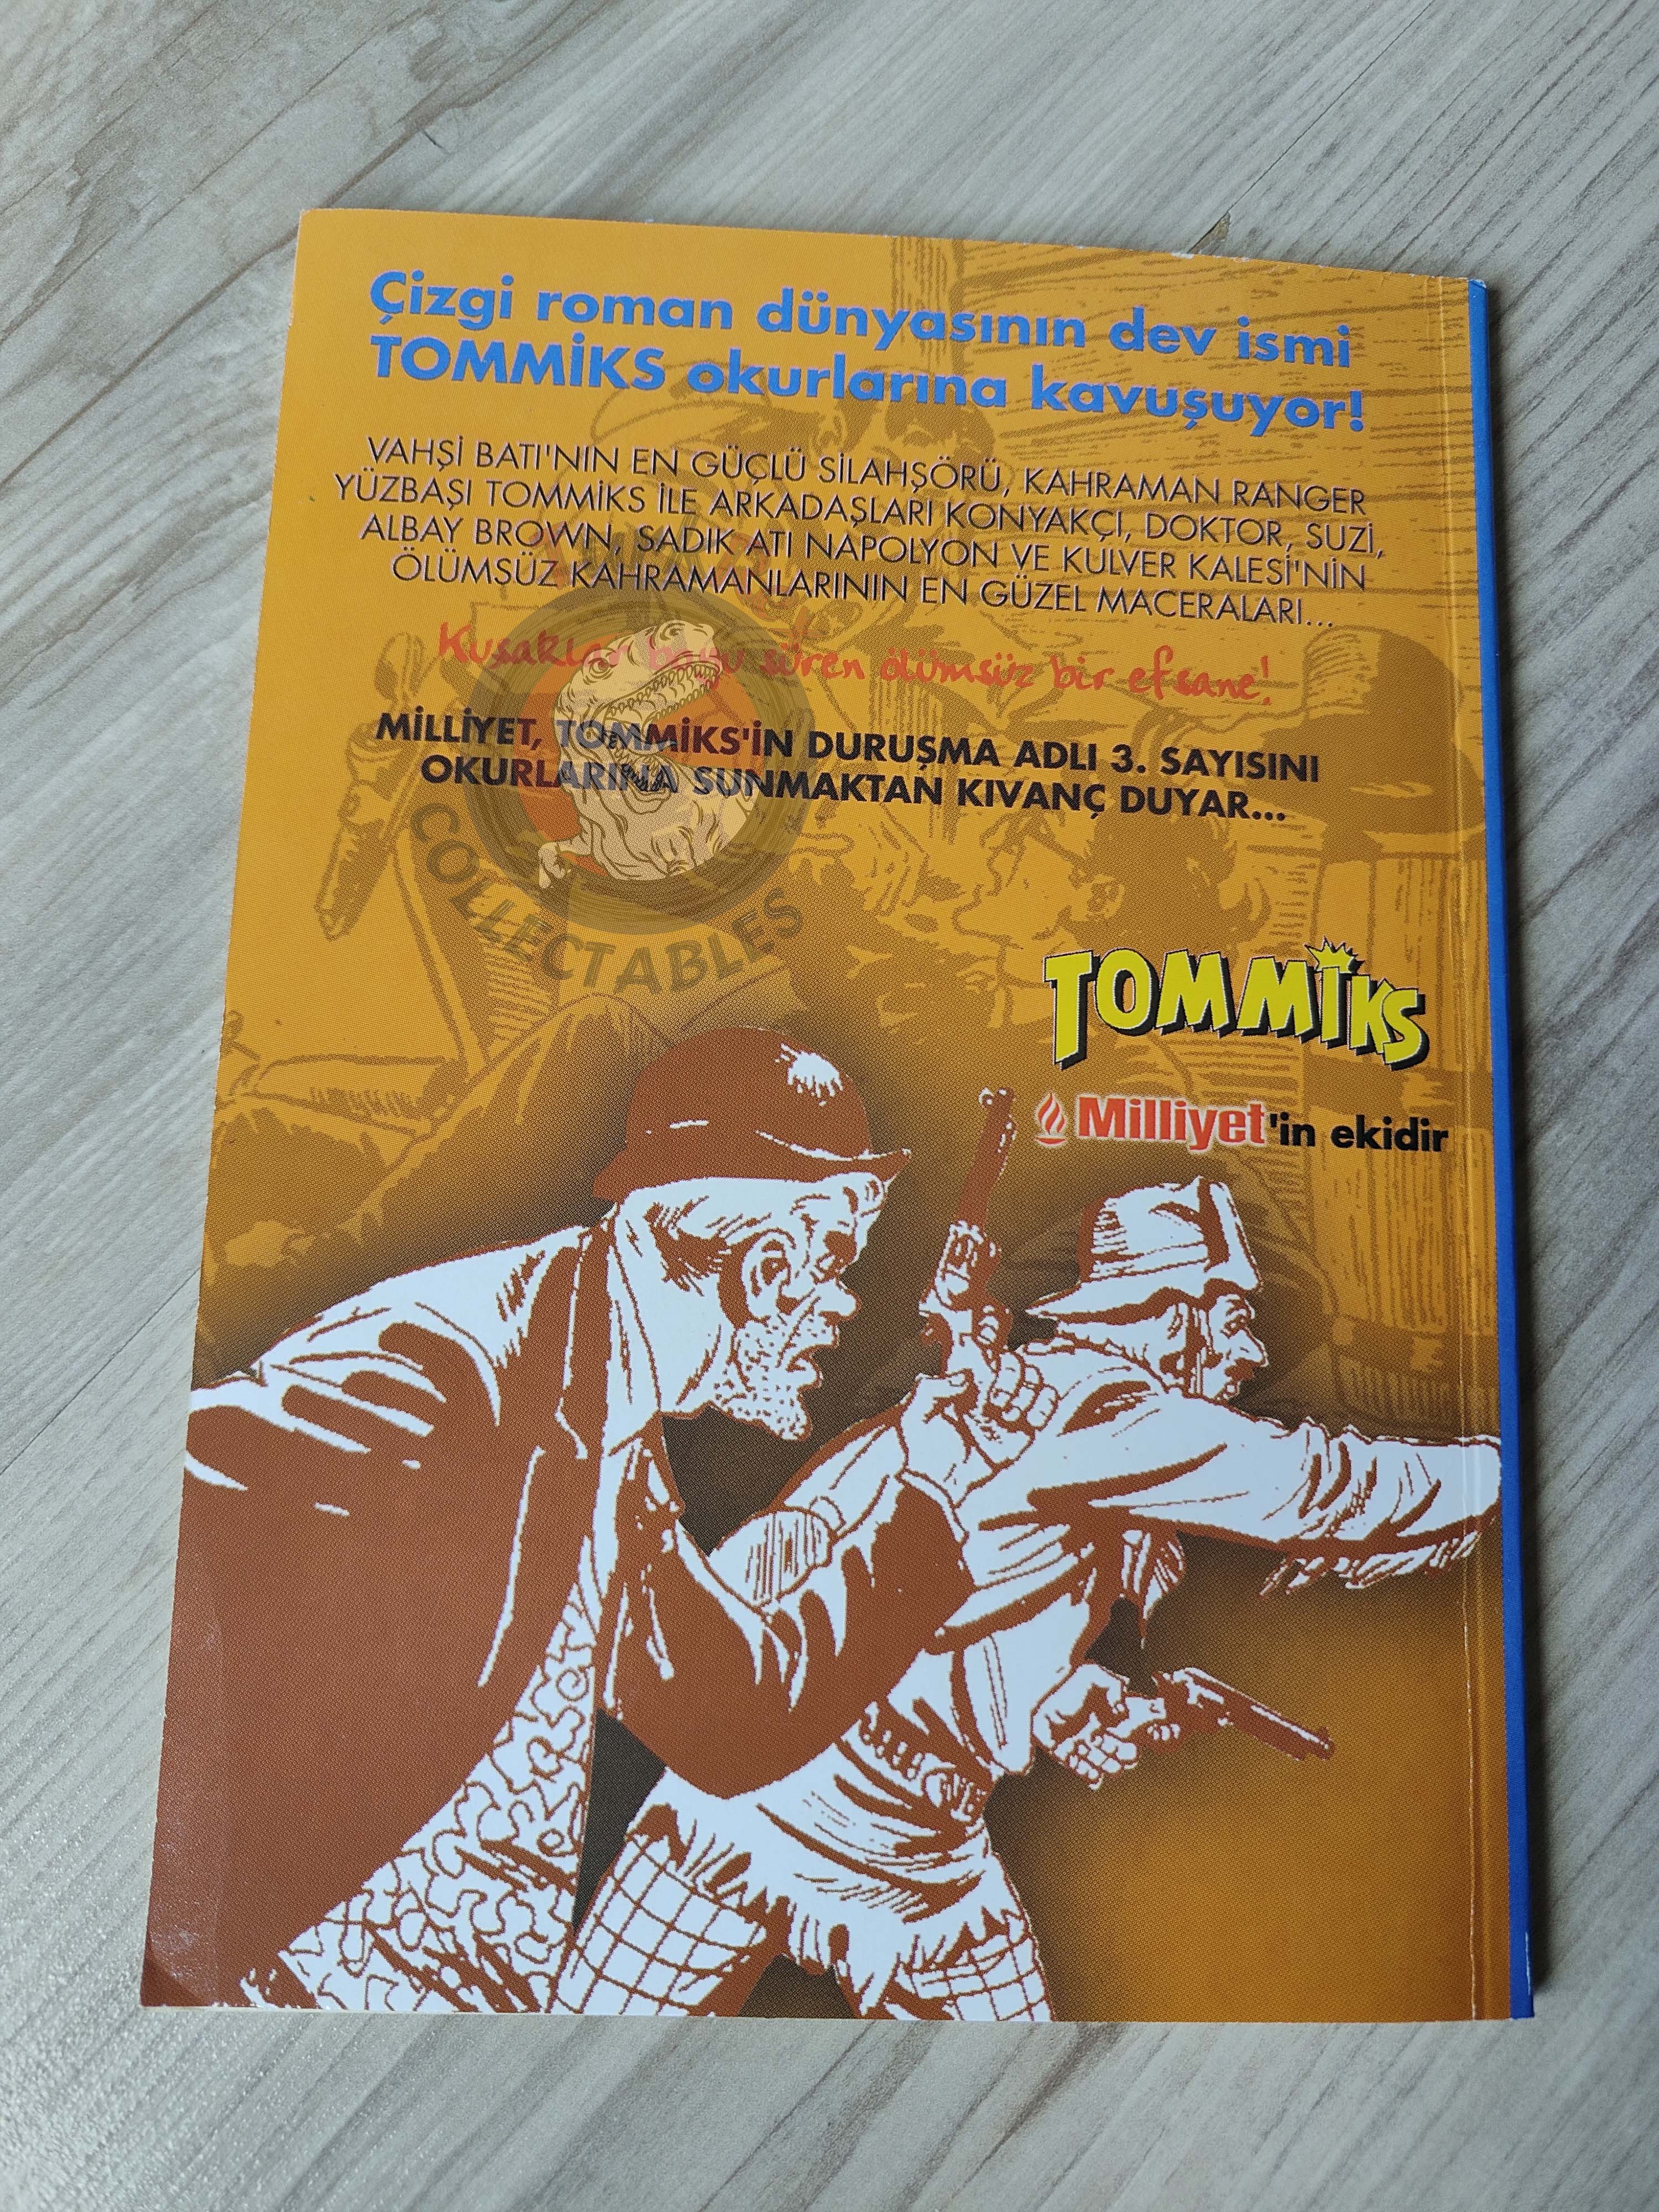 Çizgi roman dünyasının dev ismi
TOMMİKS okurlarına kavuşuyor!
VAHŞİ BATI'NIN EN GÜÇLÜ SİLAHŞÖRÜ, KAHRAMAN RANGER
YÜZBAŞI TOMMİKS İLE ARKADAŞLARI KONYAKÇI, DOKTOR, SUZİ,
ALBAY BROWN, SADIK ATI NAPOLYON VE KULVER KALESİ'NİN
ÖLÜMSÜZ KAHRAMANLARININ EN GÜZEL MACERALARI...
Kuşaklar boyu süren ölümsüz bir efsane!
MİLLİYET, TOMMİKS'İN DURUŞMA ADLI 3. SAYISINI
OKURLARINA SUNMAKTAN KIVANÇ DUYAR...
COLLECTABLES
TOMMİKS
Milliyet'in ekidir